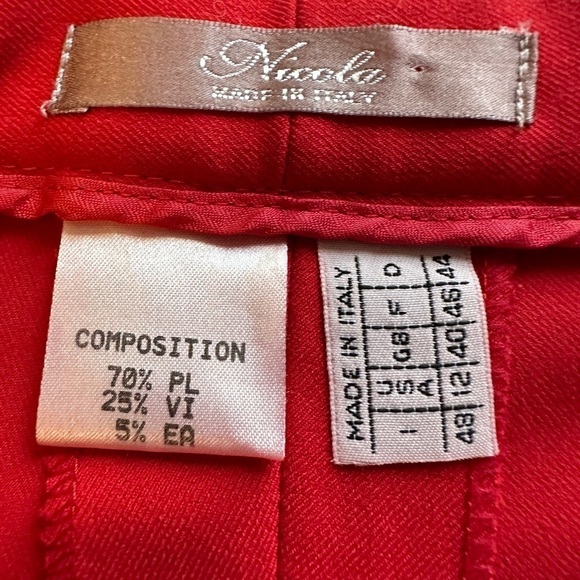 Nicola
MADE IN ITALY
COMPOSITION
70% PL
25% VI
5% EA
MADE IN ITALY
I USA GB F D
48 12 40 46 44